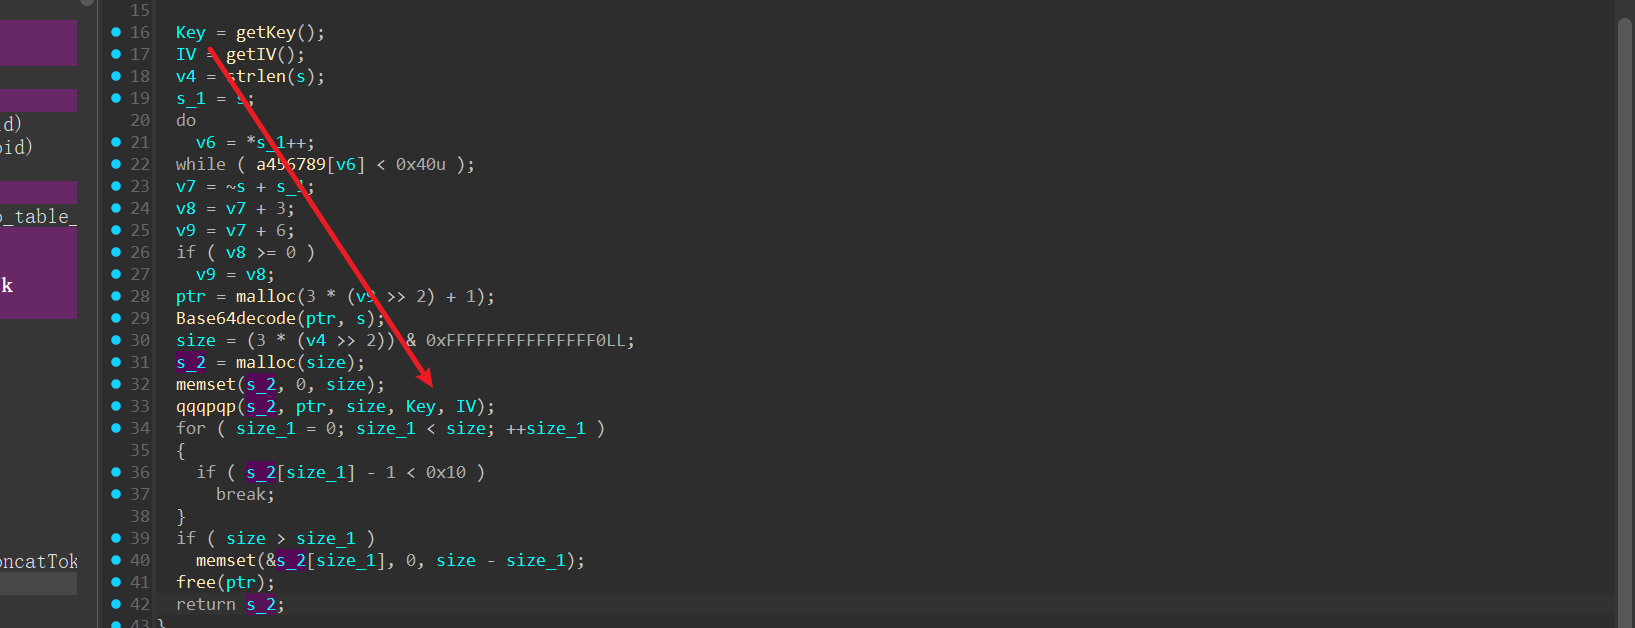 15
16 Key = getKey();
17 IV = getIV();
18 v4 = strlen(s);
19 s_1 = s;
20 do
21 v6 = *s_1++;
22 while ( a456789[v6] < 0x40u );
23 v7 = ~s + s_1;
24 v8 = v7 + 3;
25 v9 = v7 + 6;
26 if ( v8 >= 0 )
27 v9 = v8;
28 ptr = malloc(3 * (v9 >> 2) + 1);
29 Base64decode(ptr, s);
30 size = (3 * (v4 >> 2)) & 0xFFFFFFFFFFFFFFF0LL;
31 s_2 = malloc(size);
32 memset(s_2, 0, size);
33 qqqpqp(s_2, ptr, size, Key, IV);
34 for ( size_1 = 0; size_1 < size; ++size_1 )
35 {
36 if ( s_2[size_1] - 1 < 0x10 )
37 break;
38 }
39 if ( size > size_1 )
40 memset(&s_2[size_1], 0, size - size_1);
41 free(ptr);
42 return s_2;
43 }
id)
oid)
o_table_
k
oncatTok